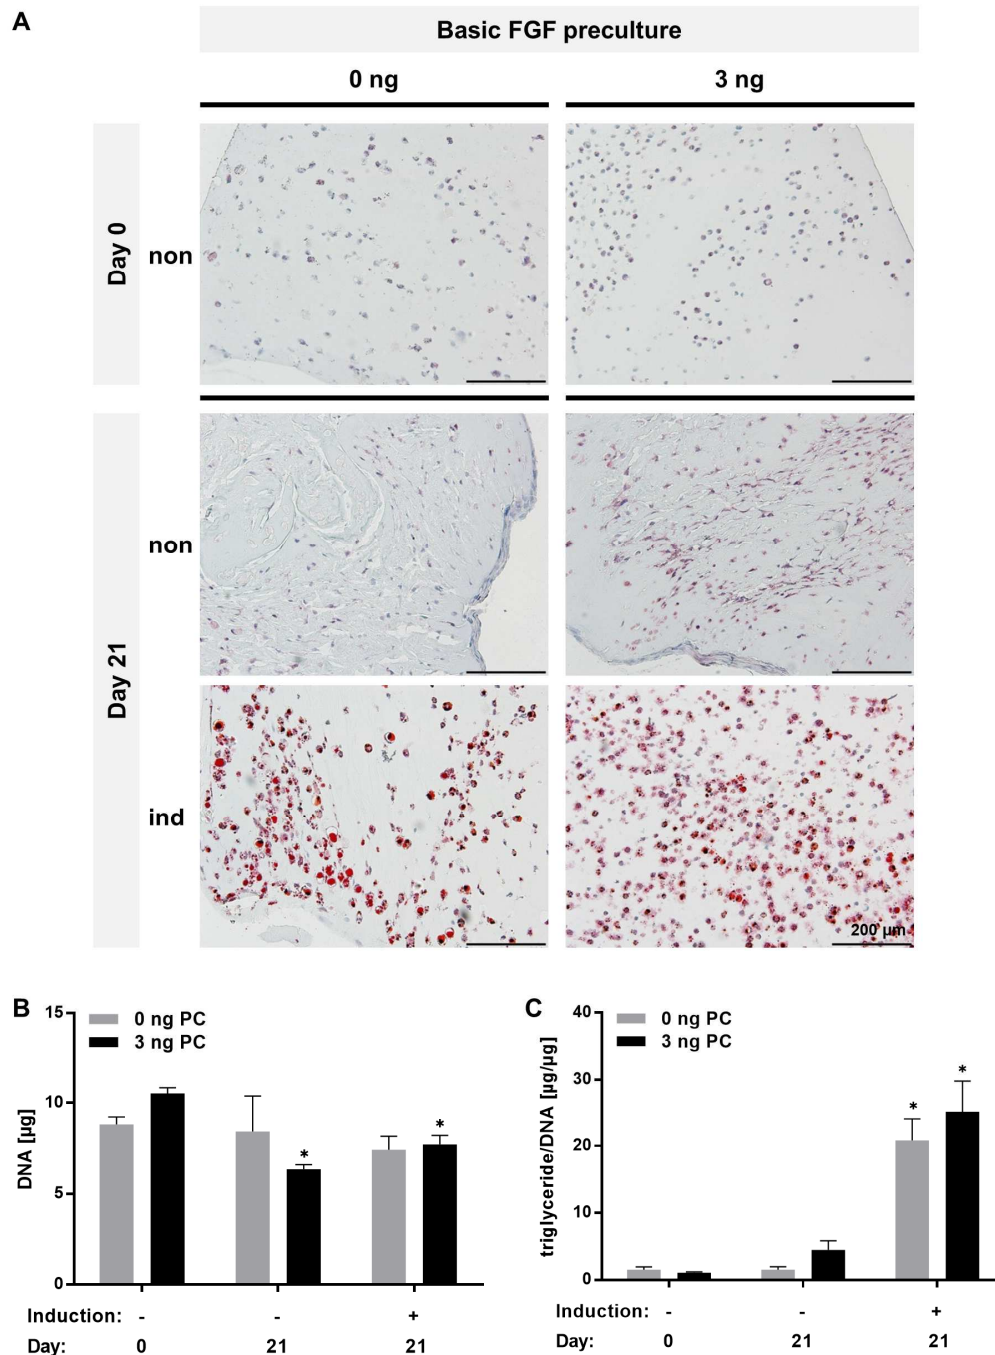 A
Basic FGF preculture
0 ng
3 ng
Day 0
non
Day 21
non
ind
200 µm
B
15
10
5
0
DNA [µg]
0 ng PC
3 ng PC
*
*
Induction: - - +
Day: 0 21 21
C
40
30
20
10
0
triglyceride/DNA [µg/µg]
0 ng PC
3 ng PC
*
*
Induction: - - +
Day: 0 21 21